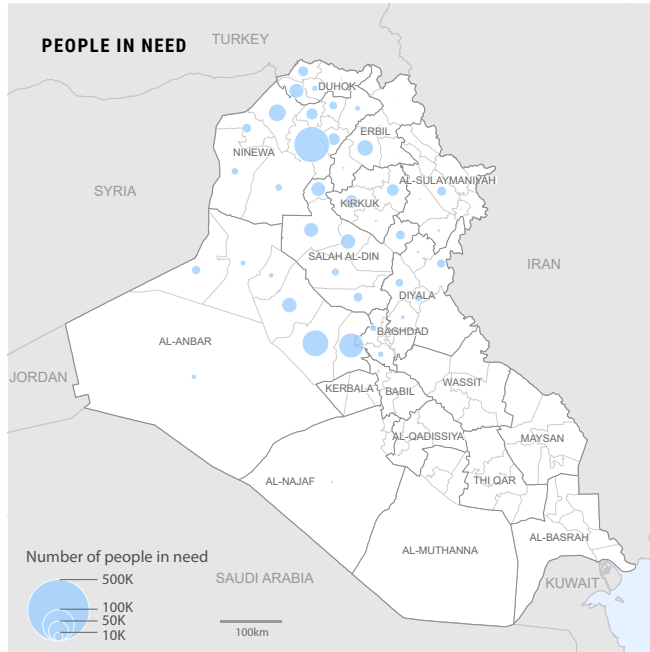 PEOPLE IN NEED
TURKEY
DUHOK
ERBIL
NINEWA
AL-SULAYMANIYAH
SYRIA
KIRKUK
SALAH AL-DIN
IRAN
DIYALA
BAGHDAD
AL-ANBAR
JORDAN
KERBALA
BABIL
WASSIT
AL-QADISSIYA
MAYSAN
AL-NAJAF
THI QAR
AL-BASRAH
AL-MUTHANNA
Number of people in need
500K
100K
50K
10K
SAUDI ARABIA
KUWAIT
100km